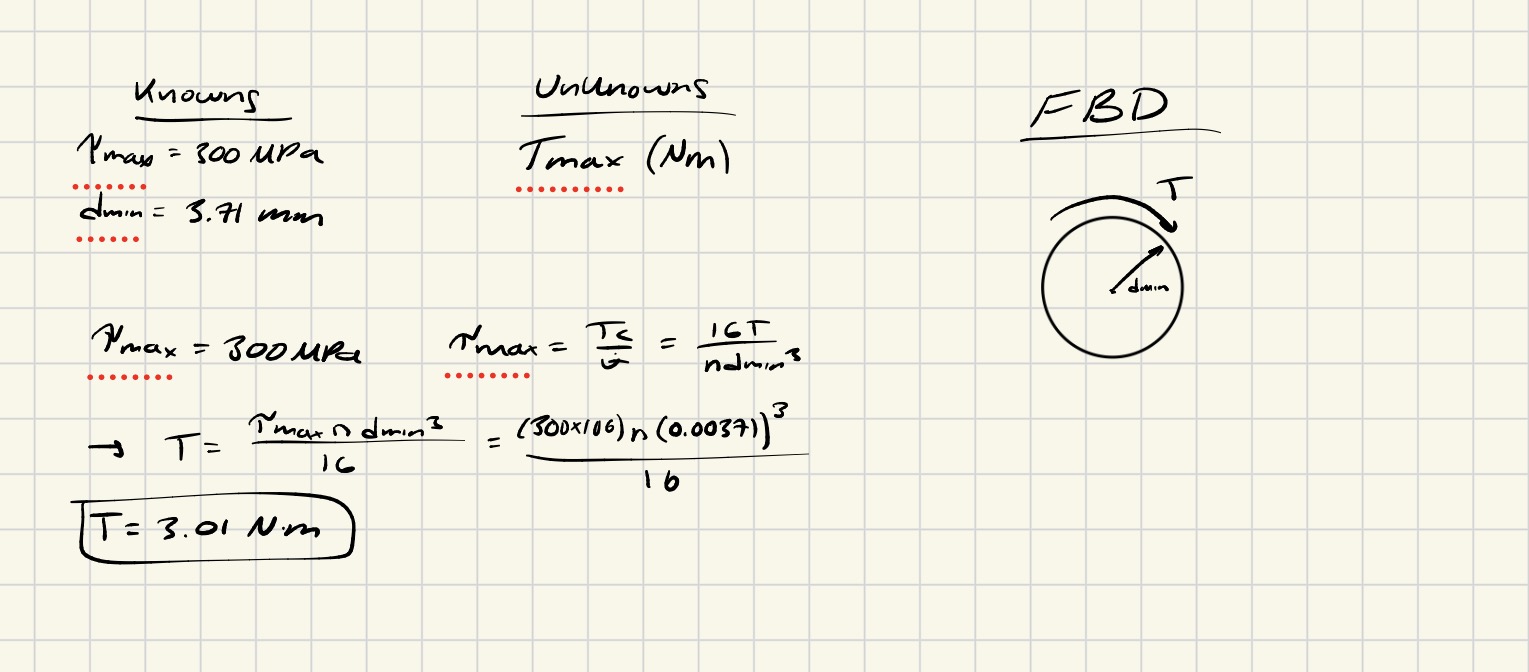 Knowns
τmax = 300 MPa
dmin = 3.71 mm
Unknowns
Tmax (Nm)
FBD
T
dmin
τmax = 300 MPa
τmax = Tc/J = 16T/πdmin³
→ T = τmax π dmin³/16 = (300×106)π(0.0037))³/16
T = 3.01 N·m